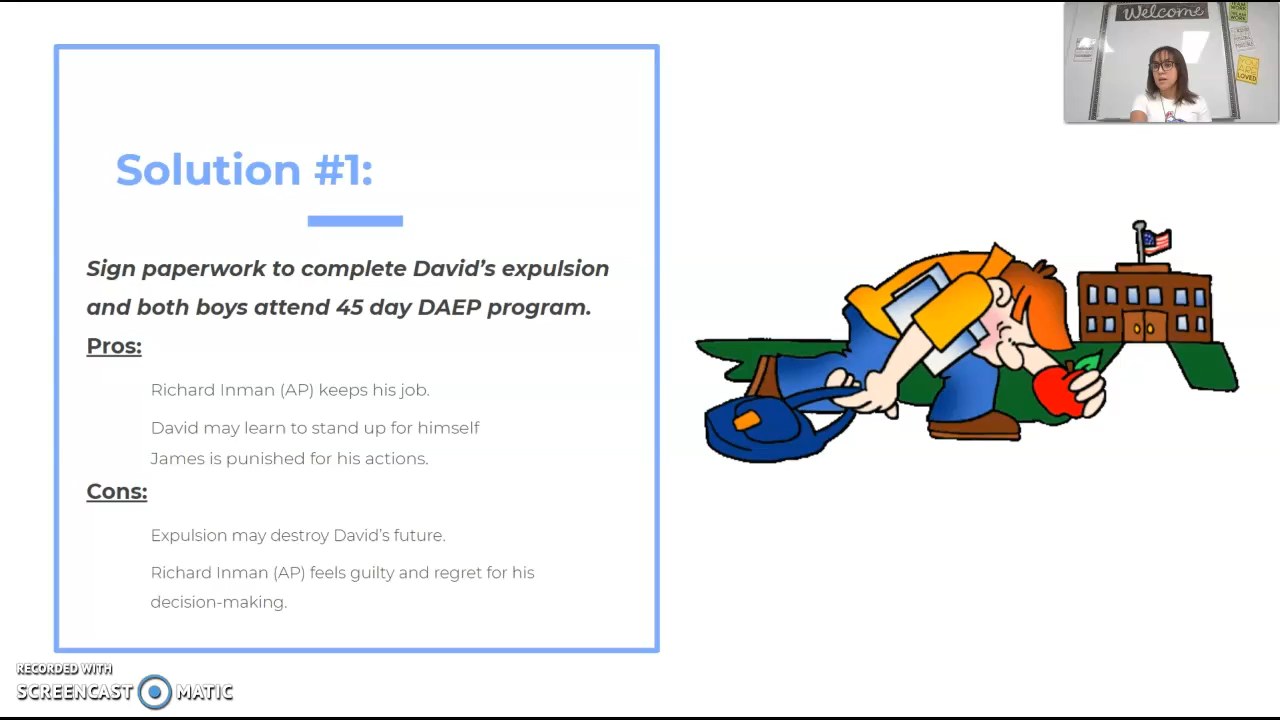 Welcome
YOU ARE
LOVED
Solution #1:
Sign paperwork to complete David's expulsion
and both boys attend 45 day DAEP program.
Pros:
Richard Inman (AP) keeps his job.
David may learn to stand up for himself
James is punished for his actions.
Cons:
Expulsion may destroy David's future.
Richard Inman (AP) feels guilty and regret for his
decision-making.
RECORDED WITH
SCREENCAST MATIC